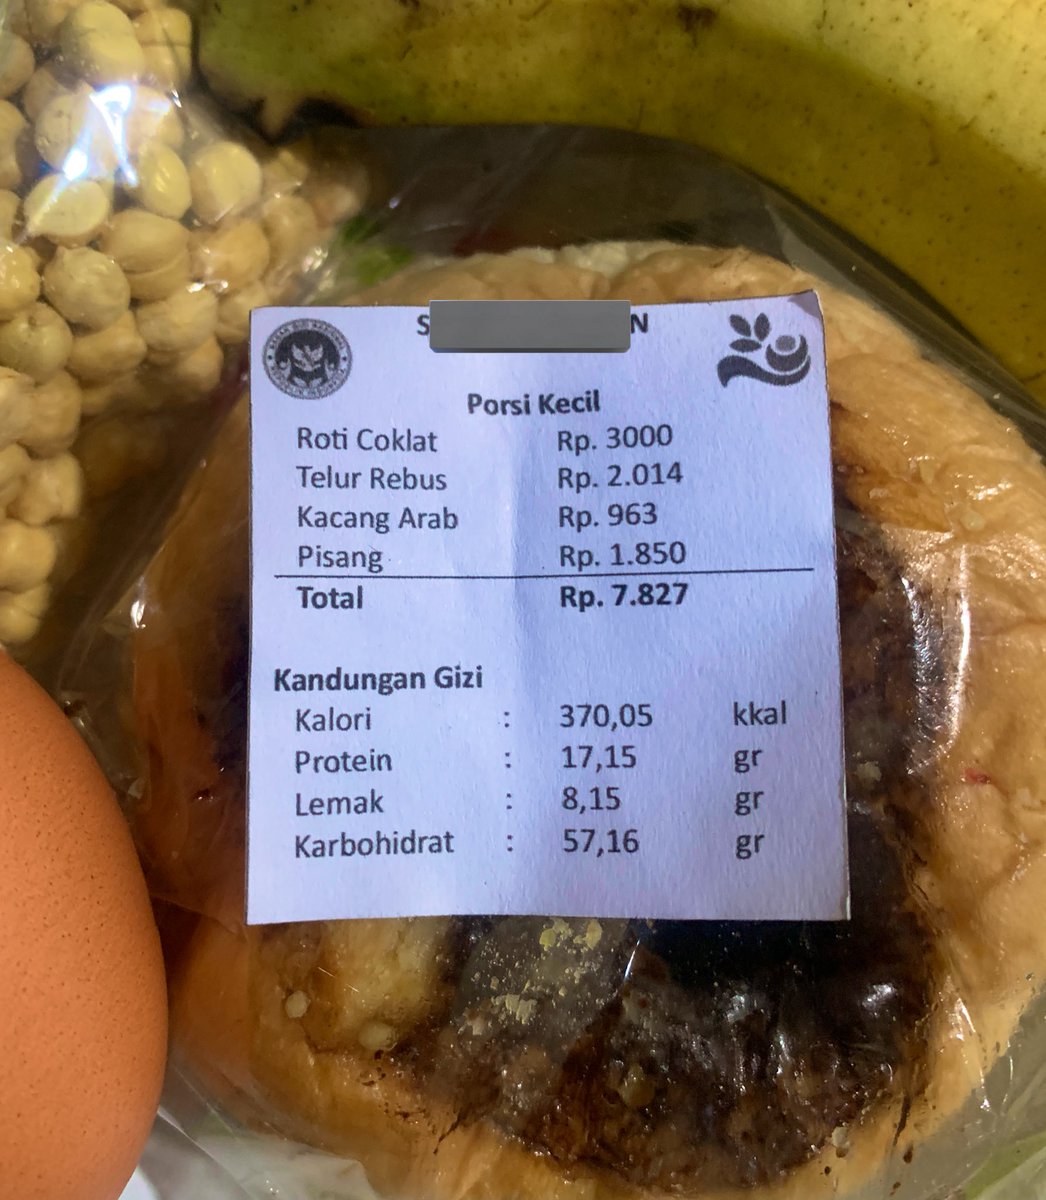 Porsi Kecil
Roti Coklat Rp. 3000
Telur Rebus Rp. 2.014
Kacang Arab Rp. 963
Pisang Rp. 1.850
Total Rp. 7.827
Kandungan Gizi
Kalori : 370,05 kkal
Protein : 17,15 gr
Lemak : 8,15 gr
Karbohidrat : 57,16 gr